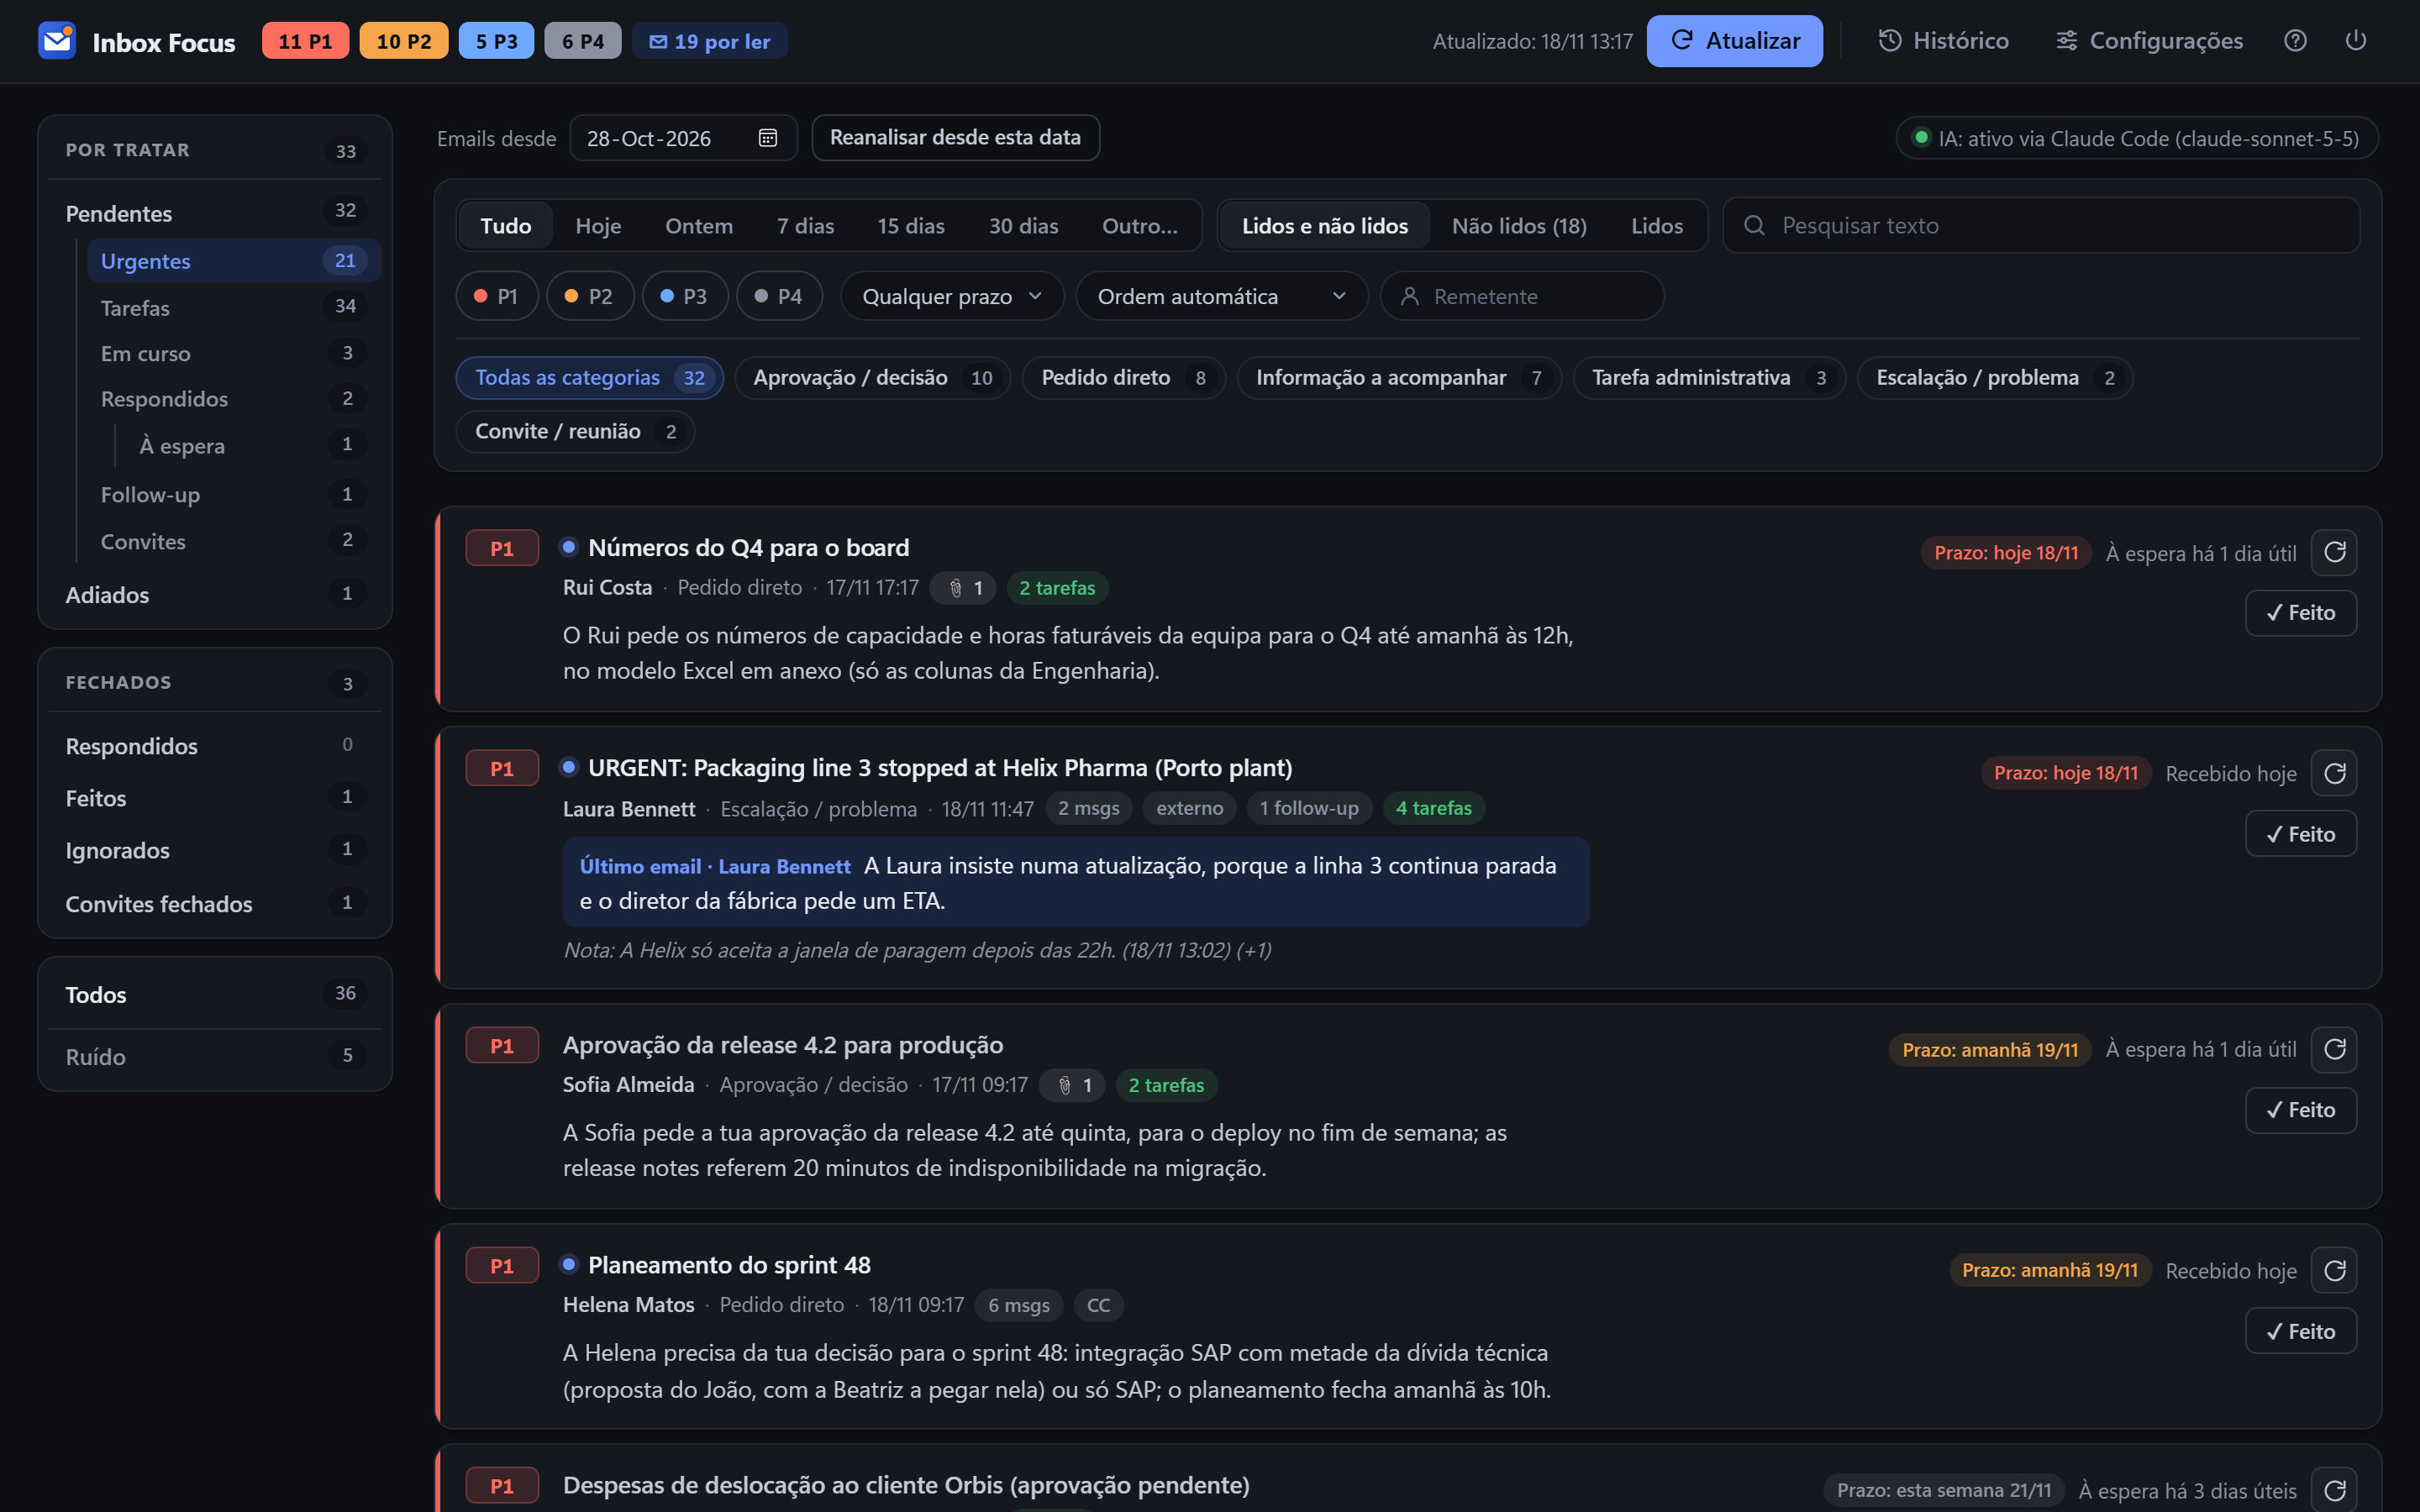 Inbox Focus 11 P1 10 P2 5 P3 6 P4 19 por ler Atualizado: 18/11 13:17 Atualizar Histórico Configurações
POR TRATAR 33
Pendentes 32
Urgentes 21
Tarefas 34
Em curso 3
Respondidos 2
À espera 1
Follow-up 1
Convites 2
Adiados 1
FECHADOS 3
Respondidos 0
Feitos 1
Ignorados 1
Convites fechados 1
Todos 36
Ruído 5
Emails desde 28-Oct-2026 Reanalisar desde esta data IA: ativo via Claude Code (claude-sonnet-5-5)
Tudo Hoje Ontem 7 dias 15 dias 30 dias Outro... Lidos e não lidos Não lidos (18) Lidos Pesquisar texto
P1 P2 P3 P4 Qualquer prazo Ordem automática Remetente
Todas as categorias 32 Aprovação / decisão 10 Pedido direto 8 Informação a acompanhar 7 Tarefa administrativa 3 Escalação / problema 2
Convite / reunião 2
P1 Números do Q4 para o board Prazo: hoje 18/11 À espera há 1 dia útil
Rui Costa · Pedido direto · 17/11 17:17 1 2 tarefas
✓ Feito
O Rui pede os números de capacidade e horas faturáveis da equipa para o Q4 até amanhã às 12h,
no modelo Excel em anexo (só as colunas da Engenharia).
P1 URGENT: Packaging line 3 stopped at Helix Pharma (Porto plant) Prazo: hoje 18/11 Recebido hoje
Laura Bennett · Escalação / problema · 18/11 11:47 2 msgs externo 1 follow-up 4 tarefas
✓ Feito
Último email · Laura Bennett A Laura insiste numa atualização, porque a linha 3 continua parada
e o diretor da fábrica pede um ETA.
Nota: A Helix só aceita a janela de paragem depois das 22h. (18/11 13:02) (+1)
P1 Aprovação da release 4.2 para produção Prazo: amanhã 19/11 À espera há 1 dia útil
Sofia Almeida · Aprovação / decisão · 17/11 09:17 1 2 tarefas
✓ Feito
A Sofia pede a tua aprovação da release 4.2 até quinta, para o deploy no fim de semana; as
release notes referem 20 minutos de indisponibilidade na migração.
P1 Planeamento do sprint 48 Prazo: amanhã 19/11 Recebido hoje
Helena Matos · Pedido direto · 18/11 09:17 6 msgs CC
✓ Feito
A Helena precisa da tua decisão para o sprint 48: integração SAP com metade da dívida técnica
(proposta do João, com a Beatriz a pegar nela) ou só SAP; o planeamento fecha amanhã às 10h.
P1 Despesas de deslocação ao cliente Orbis (aprovação pendente) Prazo: esta semana 21/11 À espera há 3 dias úteis